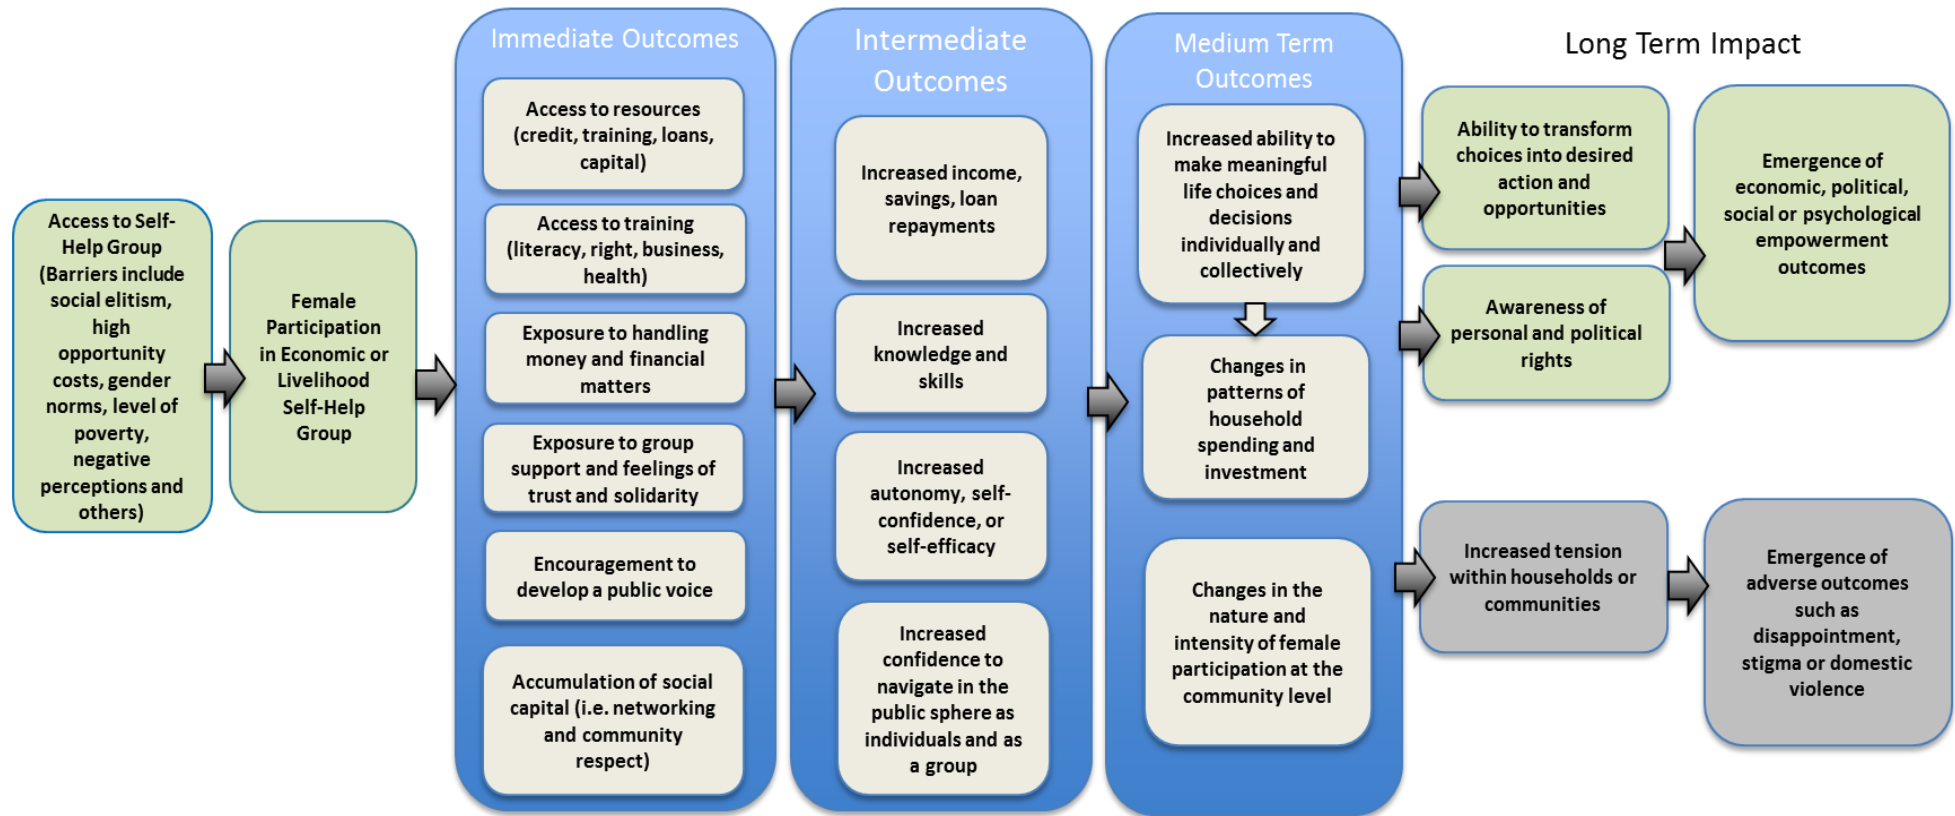 Access to Self-
Help Group
(Barriers include
social elitism,
high
opportunity
costs, gender
norms, level of
poverty,
negative
perceptions and
others)
Female
Participation
in Economic or
Livelihood
Self-Help
Group
Immediate Outcomes
Access to resources
(credit, training, loans,
capital)
Access to training
(literacy, right, business,
health)
Exposure to handling
money and financial
matters
Exposure to group
support and feelings of
trust and solidarity
Encouragement to
develop a public voice
Accumulation of social
capital (i.e. networking
and community
respect)
Intermediate
Outcomes
Increased income,
savings, loan
repayments
Increased
knowledge and
skills
Increased
autonomy, self-
confidence, or
self-efficacy
Increased
confidence to
navigate in the
public sphere as
individuals and as
a group
Medium Term
Outcomes
Increased ability to
make meaningful
life choices and
decisions
individually and
collectively
Changes in
patterns of
household
spending and
investment
Changes in the
nature and
intensity of female
participation at the
community level
Long Term Impact
Ability to transform
choices into desired
action and
opportunities
Awareness of
personal and political
rights
Emergence of
economic, political,
social or psychological
empowerment
outcomes
Increased tension
within households or
communities
Emergence of
adverse outcomes
such as
disappointment,
stigma or domestic
violence